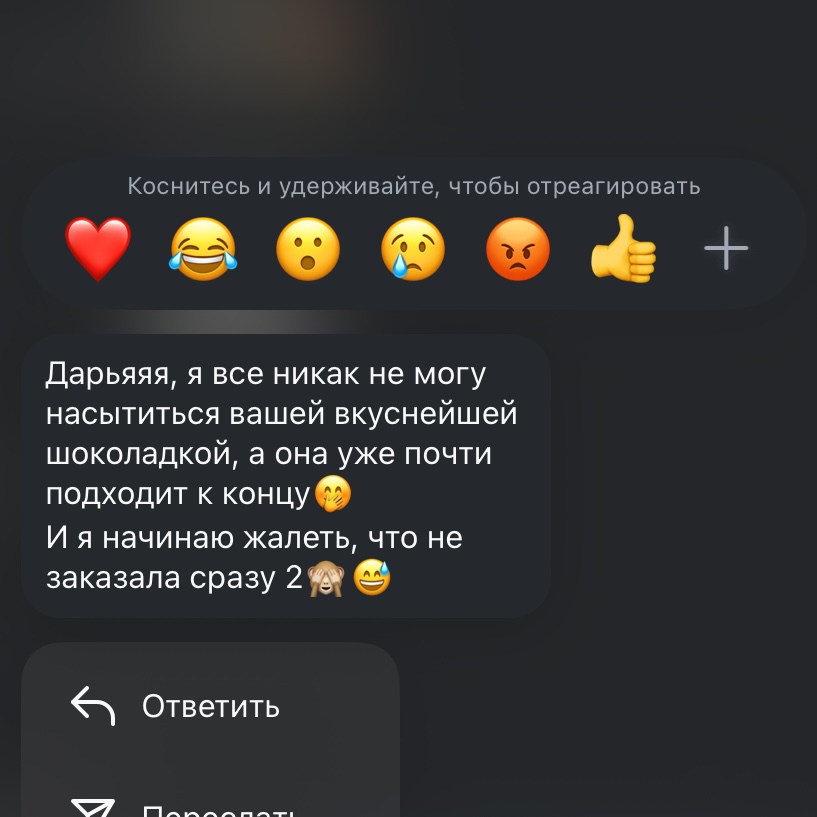 Коснитесь и удерживайте, чтобы отреагировать
Дарьяяя, я все никак не могу
насытиться вашей вкуснейшей
шоколадкой, а она уже почти
подходит к концу🤭
И я начинаю жалеть, что не
заказала сразу 2🙈😅
Ответить
Переслать